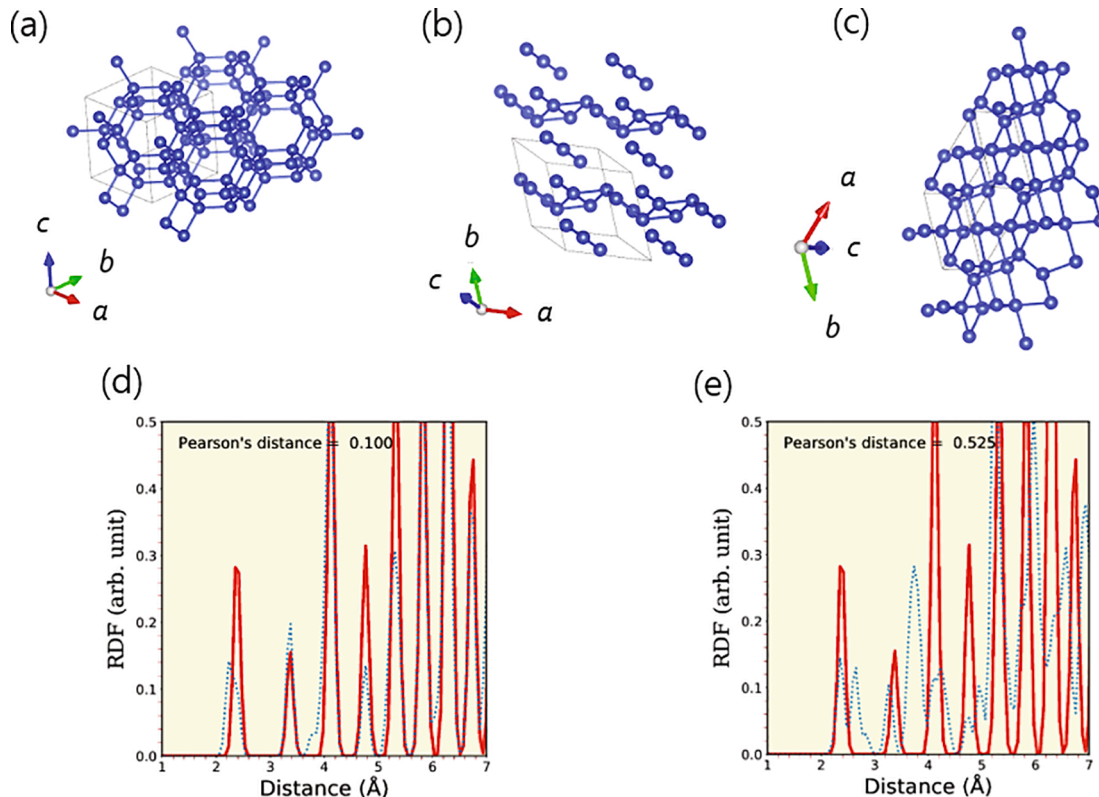 (a)
(b)
(c)
c
b
a
b
c
a
a
c
b
(d)
(e)
Pearson's distance = 0.100
0.5
0.4
0.3
0.2
0.1
0.0
RDF (arb. unit)
1 2 3 4 5 6 7
Distance (Å)
Pearson's distance = 0.525
0.5
0.4
0.3
0.2
0.1
0.0
RDF (arb. unit)
1 2 3 4 5 6 7
Distance (Å)